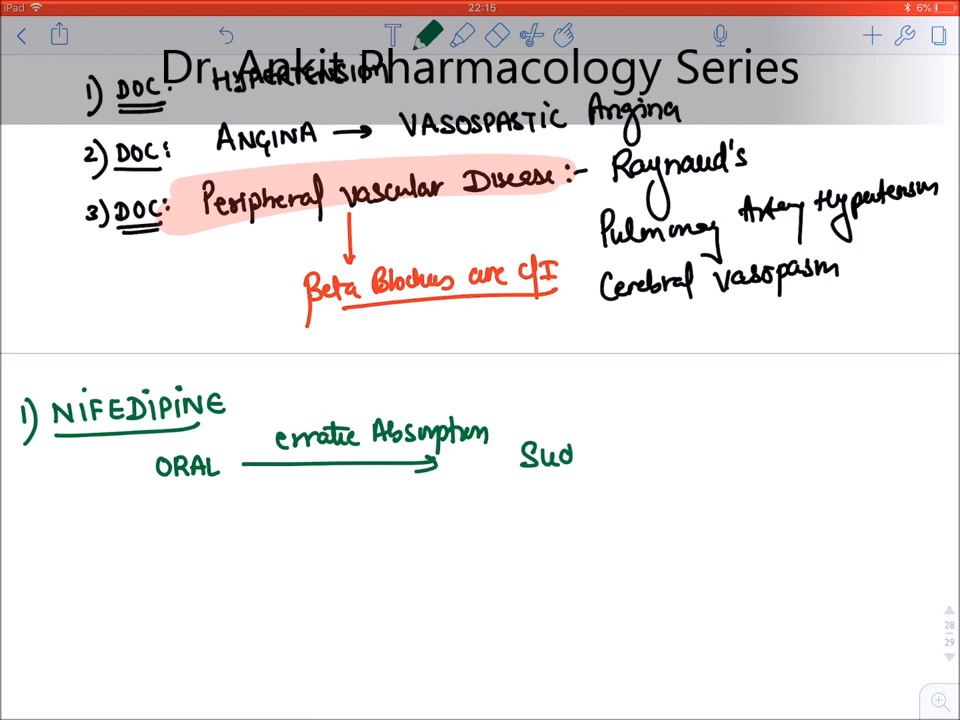 iPad 22:15 6%
Dr. Ankit Pharmacology Series
1) DOC: HYPERTENSION
2) DOC: ANGINA → VASOSPASTIC Angina
3) DOC: Peripheral vascular Disease :- Raynaud's
Pulmonary Artery Hypertension
Beta Blockers are C/I
Cerebral vasopasm
1) NiFEDiPiNE
ORAL erratic Absorption Sud
28
29